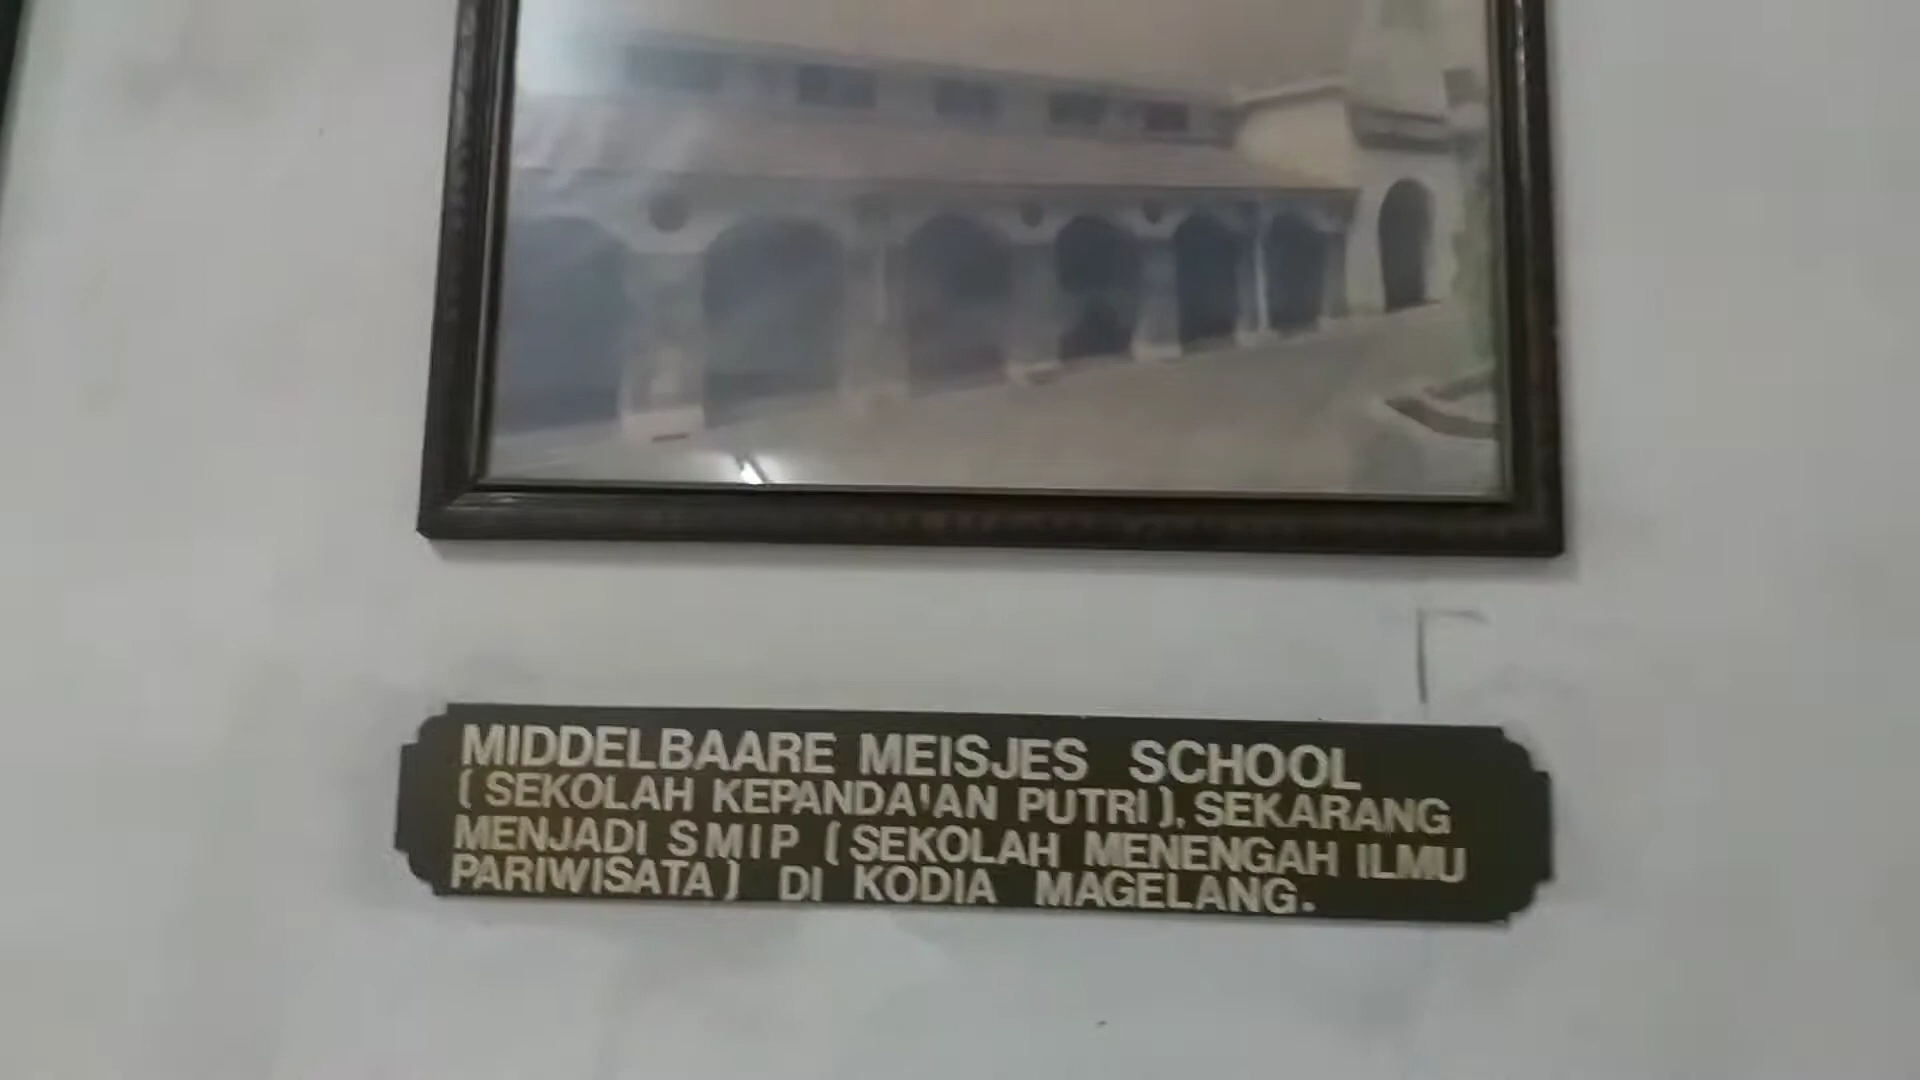 MIDDELBAARE MEISJES SCHOOL
(SEKOLAH KEPANDA'AN PUTRI), SEKARANG
MENJADI SMIP (SEKOLAH MENENGAH ILMU
PARIWISATA) DI KODIA MAGELANG.